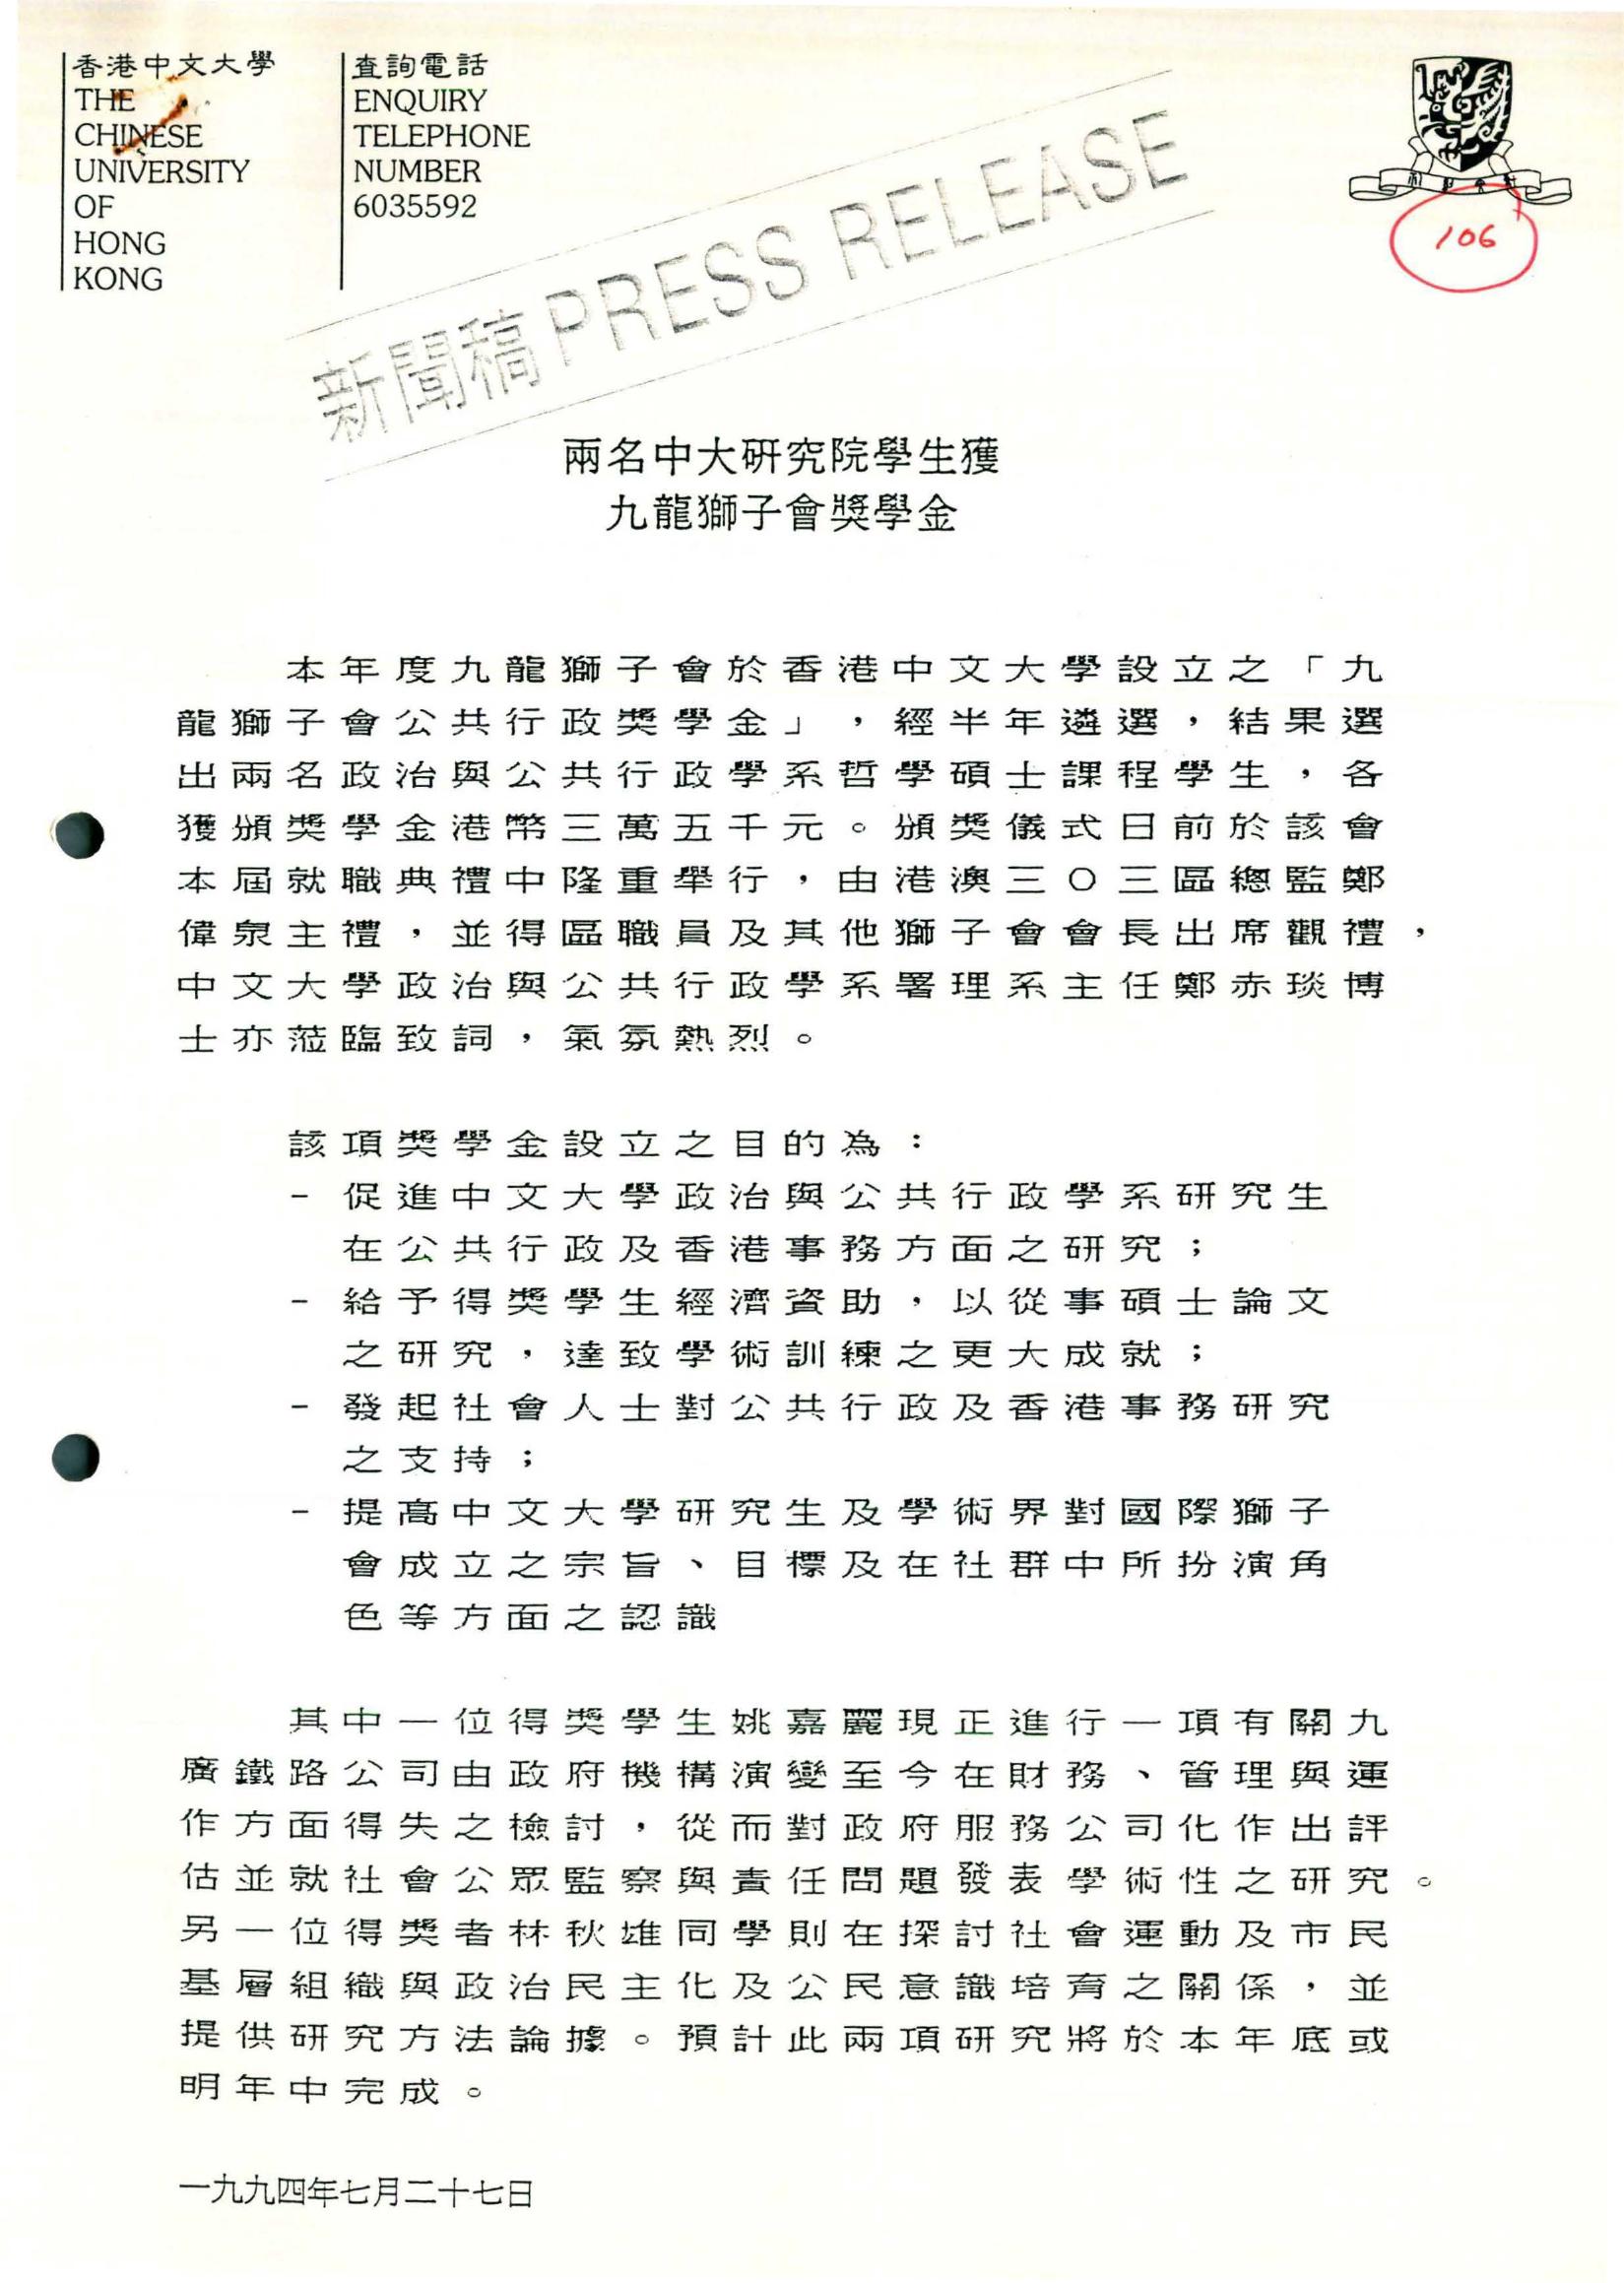 香港中文大學
THE
CHINESE
UNIVERSITY
OF
HONG
KONG
查詢電話
ENQUIRY
TELEPHONE
NUMBER
6035592
106
新聞稿 PRESS RELEASE
兩名中大研究院學生獲
九龍獅子會獎學金
本年度九龍獅子會於香港中文大學設立之「九
龍獅子會公共行政獎學金」，經半年遴選，結果選
出兩名政治與公共行政學系哲學碩士課程學生，各
獲頒獎學金港幣三萬五千元。頒獎儀式日前於該會
本屆就職典禮中隆重舉行，由港澳三〇三區總監鄭
偉泉主禮，並得區職員及其他獅子會會長出席觀禮，
中文大學政治與公共行政學系署理系主任鄭赤琰博
士亦蒞臨致詞，氣氛熱烈。
該項獎學金設立之目的為：
- 促進中文大學政治與公共行政學系研究生
在公共行政及香港事務方面之研究；
- 給予得獎學生經濟資助，以從事碩士論文
之研究，達致學術訓練之更大成就；
- 發起社會人士對公共行政及香港事務研究
之支持；
- 提高中文大學研究生及學術界對國際獅子
會成立之宗旨、目標及在社群中所扮演角
色等方面之認識
其中一位得獎學生姚嘉麗現正進行一項有關九
廣鐵路公司由政府機構演變至今在財務、管理與運
作方面得失之檢討，從而對政府服務公司化作出評
估並就社會公眾監察與責任問題發表學術性之研究。
另一位得獎者林秋雄同學則在探討社會運動及市民
基層組織與政治民主化及公民意識培育之關係，並
提供研究方法論據。預計此兩項研究將於本年底或
明年中完成。
一九九四年七月二十七日